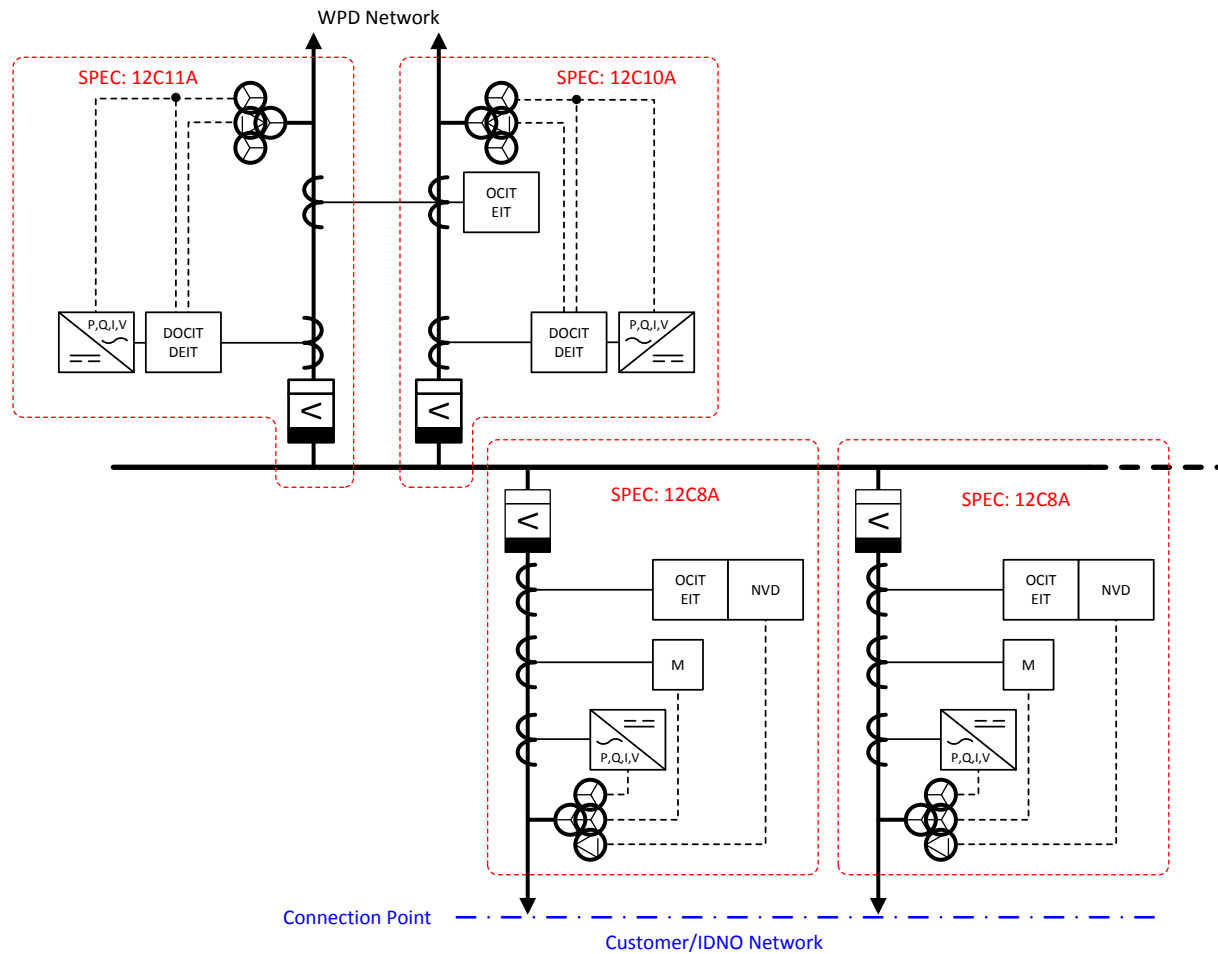 WPD Network
SPEC: 12C11A
SPEC: 12C10A
OCIT
EIT
P,Q,I,V
DOCIT
DEIT
DOCIT
DEIT
P,Q,I,V
SPEC: 12C8A
SPEC: 12C8A
OCIT
EIT
NVD
OCIT
EIT
NVD
M
M
P,Q,I,V
P,Q,I,V
Connection Point
Customer/IDNO Network